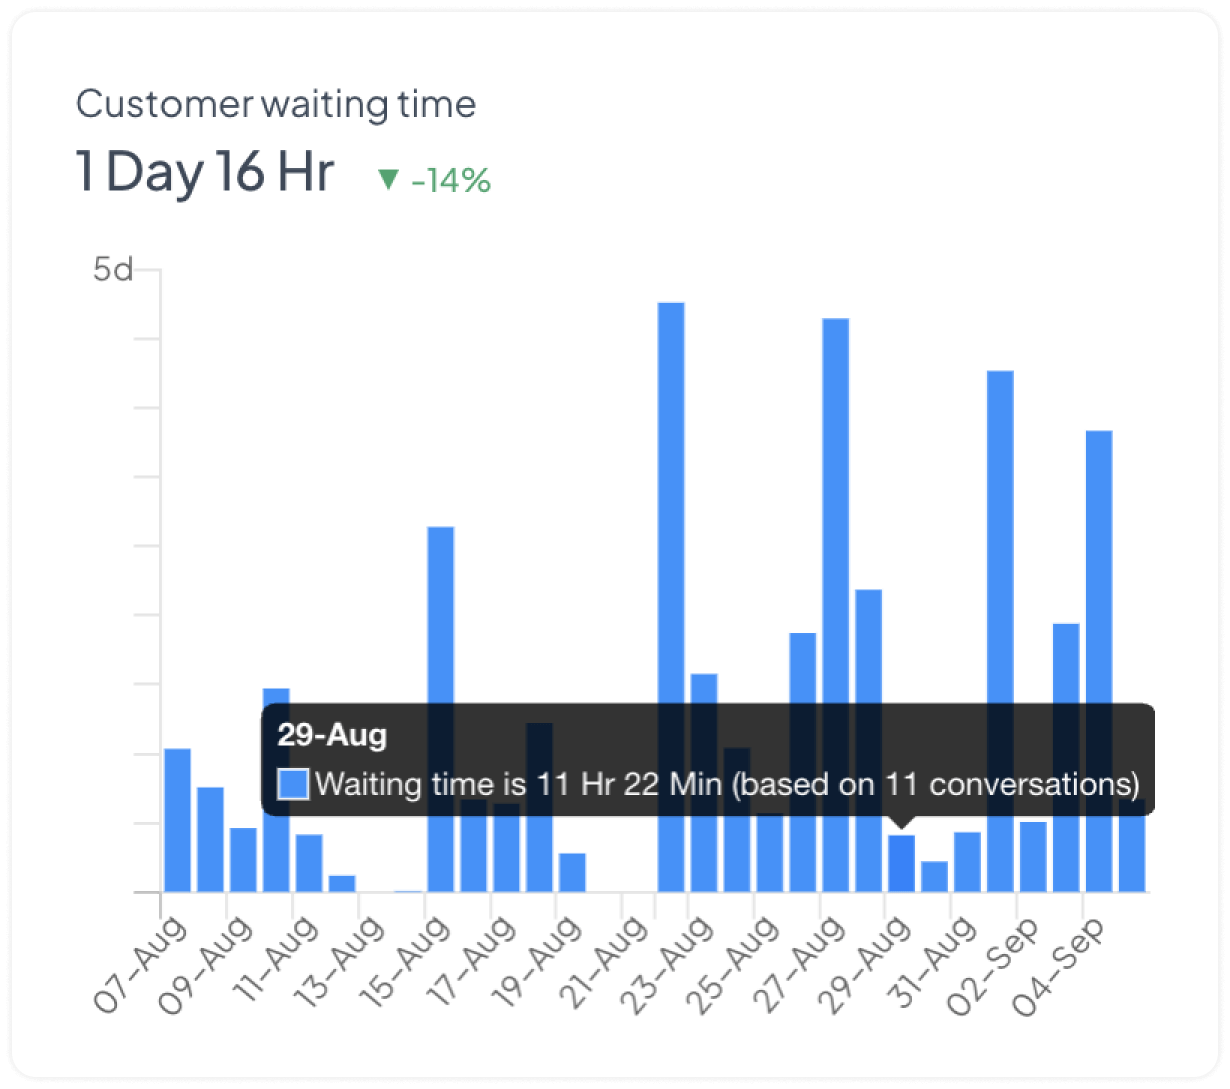 Customer waiting time
1 Day 16 Hr ▼ -14%
5d
29-Aug
Waiting time is 11 Hr 22 Min (based on 11 conversations)
07-Aug
09-Aug
11-Aug
13-Aug
15-Aug
17-Aug
19-Aug
21-Aug
23-Aug
25-Aug
27-Aug
29-Aug
31-Aug
02-Sep
04-Sep